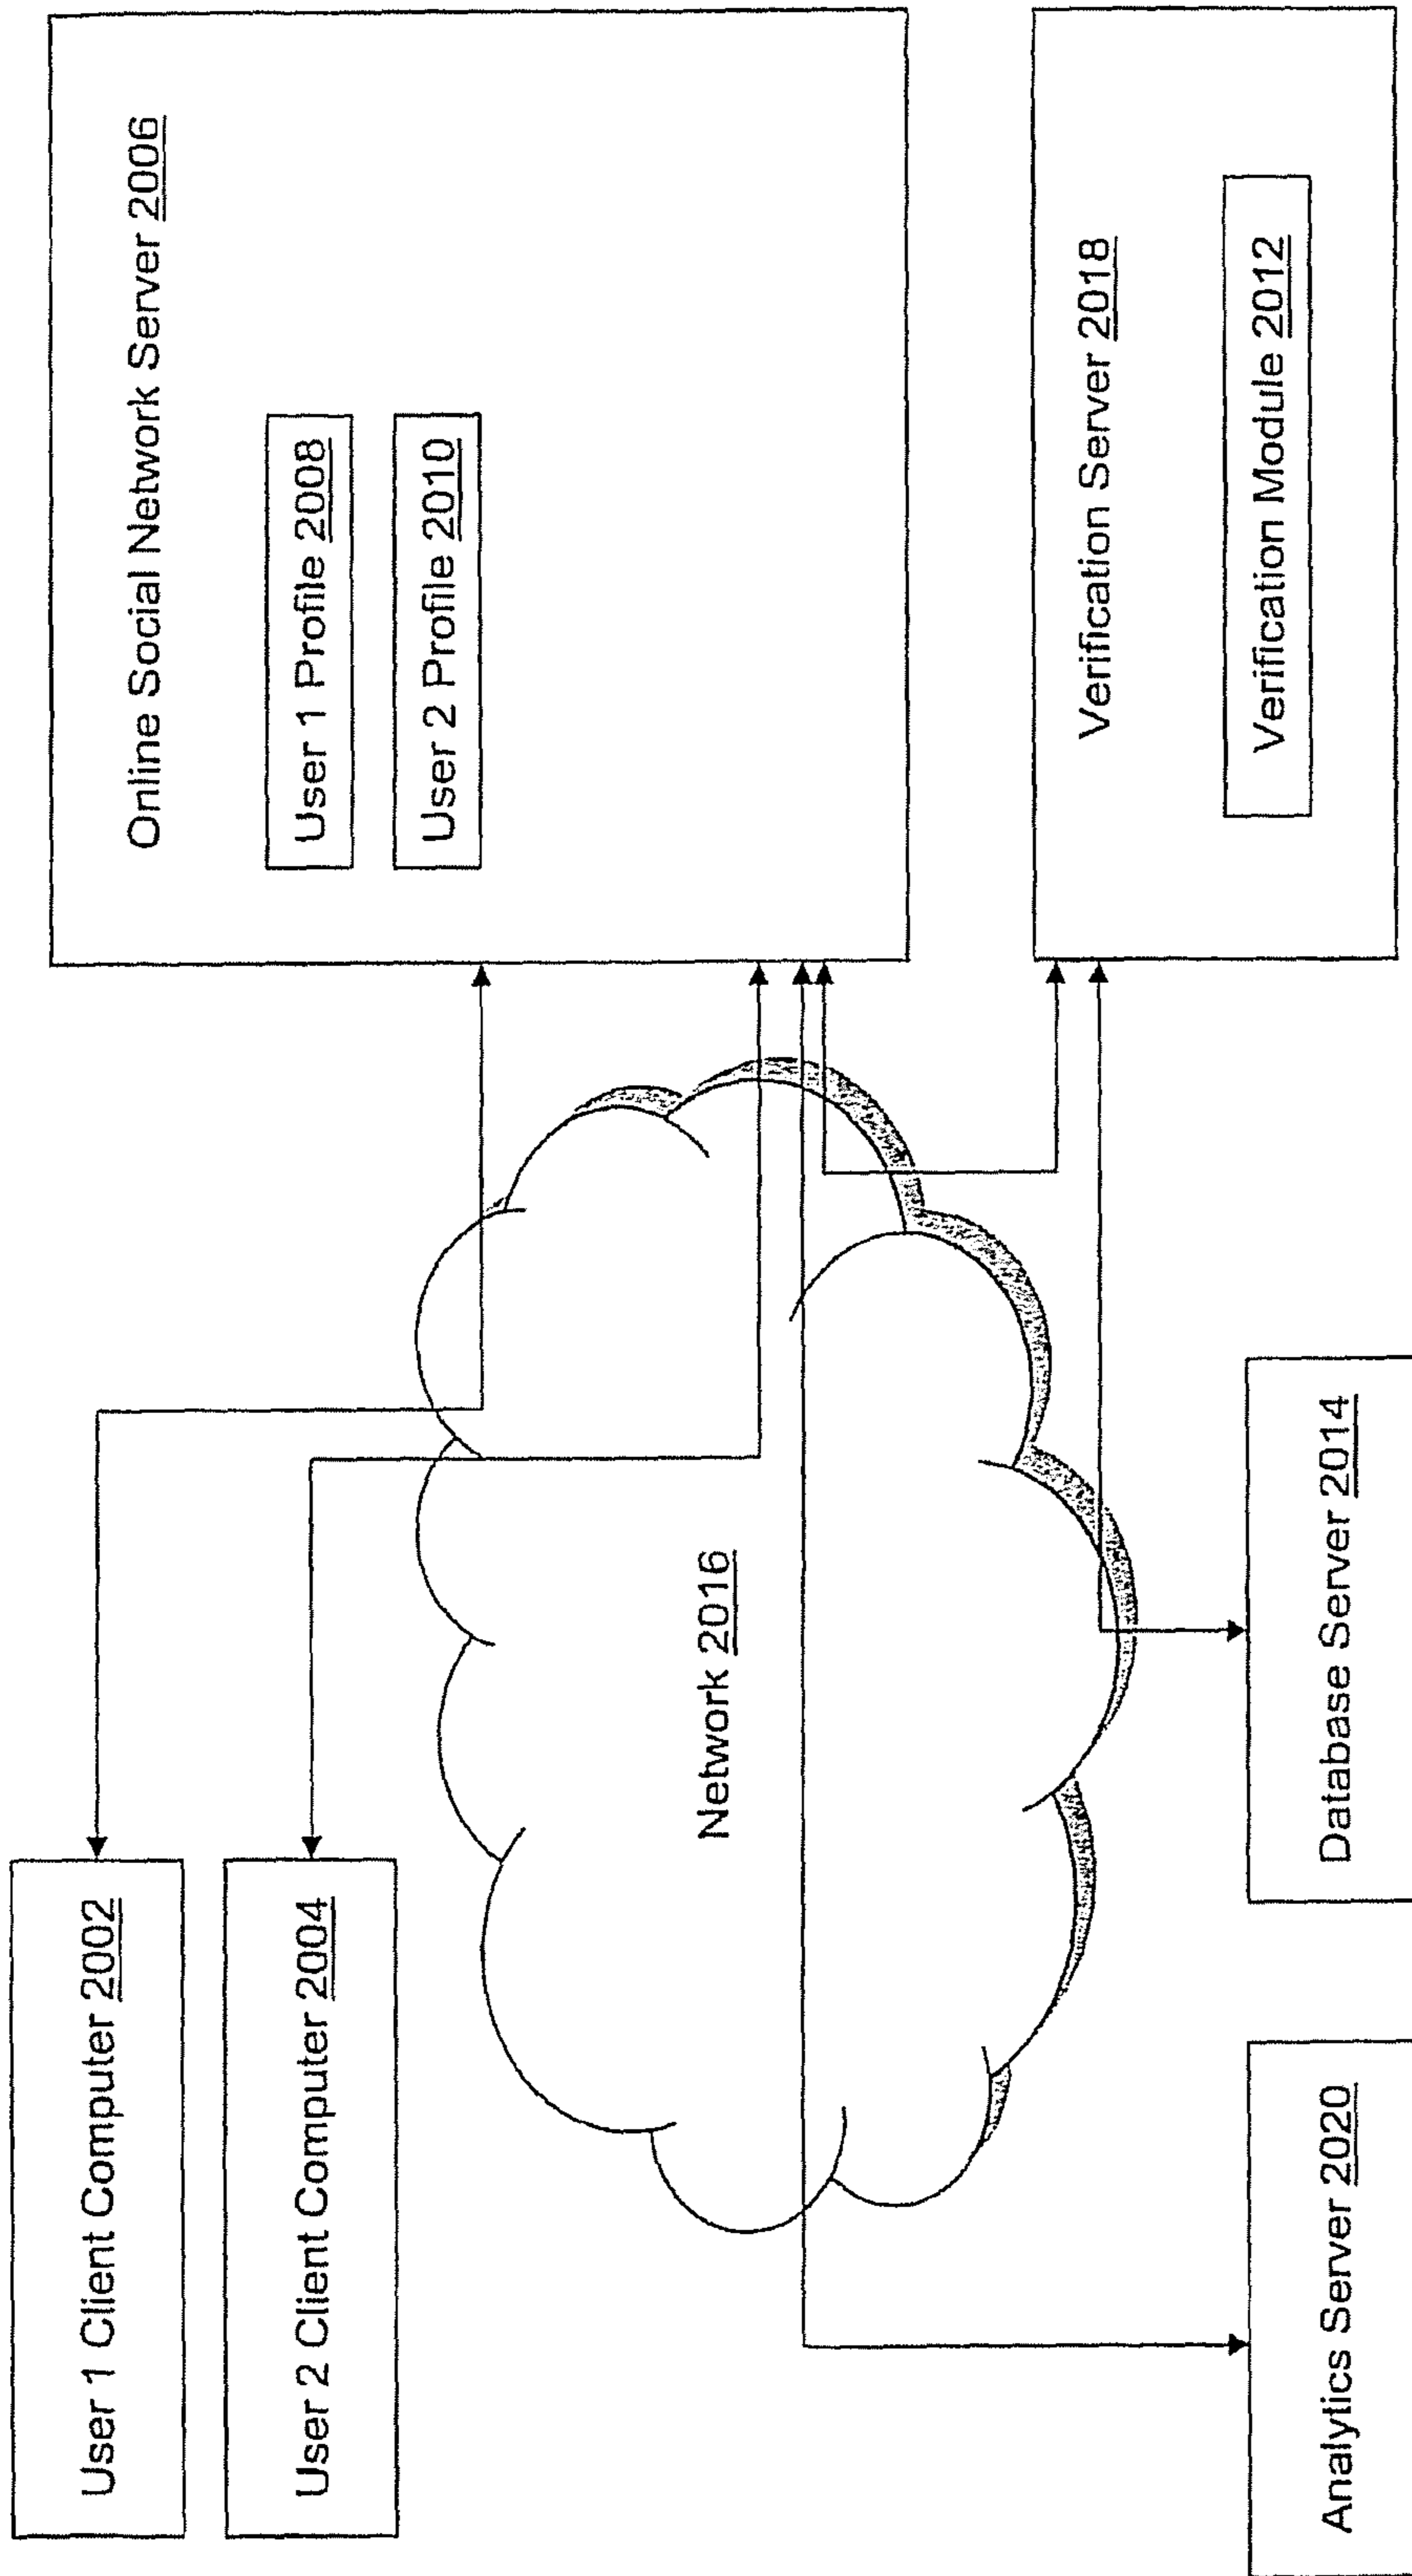 User 1 Client Computer 2002
User 2 Client Computer 2004
Online Social Network Server 2006
User 1 Profile 2008
User 2 Profile 2010
Network 2016
Verification Server 2018
Verification Module 2012
Analytics Server 2020
Database Server 2014